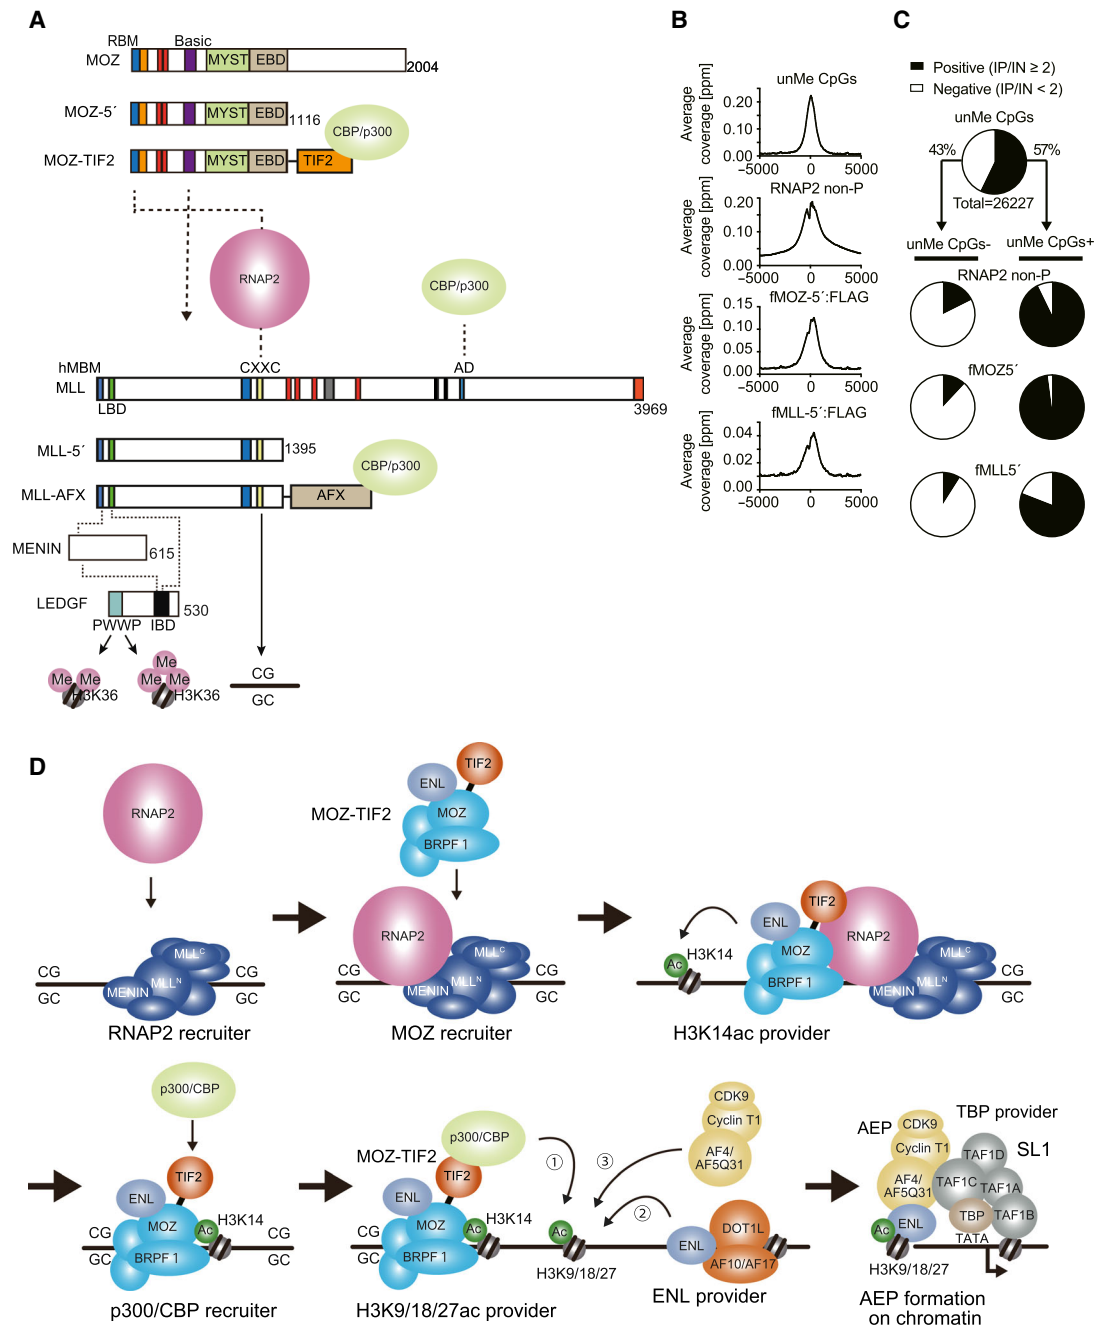 A
RBM
Basic
MOZ
MYST
EBD
2004
MOZ-5´
MYST
EBD
1116
CBP/p300
MOZ-TIF2
MYST
EBD
TIF2
RNAP2
CBP/p300
hMBM
CXXC
AD
MLL
LBD
3969
MLL-5´
1395
CBP/p300
MLL-AFX
AFX
MENIN
615
LEDGF
530
PWWP
IBD
Me
Me
Me
Me
Me
H3K36
H3K36
CG
GC
B
unMe CpGs
Average
coverage [ppm]
0.20
0.10
0.00
−5000
0
5000
RNAP2 non-P
Average
coverage [ppm]
0.20
0.10
0.00
−5000
0
5000
fMOZ-5´:FLAG
Average
coverage [ppm]
0.15
0.10
0.05
0.00
−5000
0
5000
fMLL-5´:FLAG
Average
coverage [ppm]
0.04
0.02
0.00
−5000
0
5000
C
Positive (IP/IN ≥ 2)
Negative (IP/IN < 2)
unMe CpGs
43%
57%
Total=26227
unMe CpGs-
unMe CpGs+
RNAP2 non-P
fMOZ5´
fMLL5´
D
RNAP2
CG
GC
MLLC
MLLN
MENIN
CG
GC
RNAP2 recruiter
TIF2
ENL
MOZ-TIF2
MOZ
BRPF 1
RNAP2
CG
GC
MLLC
MLLN
MENIN
CG
GC
MOZ recruiter
TIF2
ENL
H3K14
Ac
MOZ
RNAP2
BRPF 1
MLLC
MLLN
MENIN
CG
GC
H3K14ac provider
p300/CBP
TIF2
ENL
MOZ
Ac
H3K14
CG
GC
BRPF 1
CG
GC
p300/CBP recruiter
p300/CBP
MOZ-TIF2
TIF2
ENL
MOZ
Ac
H3K14
CG
GC
BRPF 1
①
③
②
Ac
H3K9/18/27
CDK9
Cyclin T1
AF4/
AF5Q31
ENL
DOT1L
AF10/AF17
H3K9/18/27ac provider
ENL provider
AEP
CDK9
Cyclin T1
AF4/
AF5Q31
Ac
ENL
H3K9/18/27
TBP provider
SL1
TAF1D
TAF1C
TAF1A
TBP
TAF1B
TATA
AEP formation
on chromatin